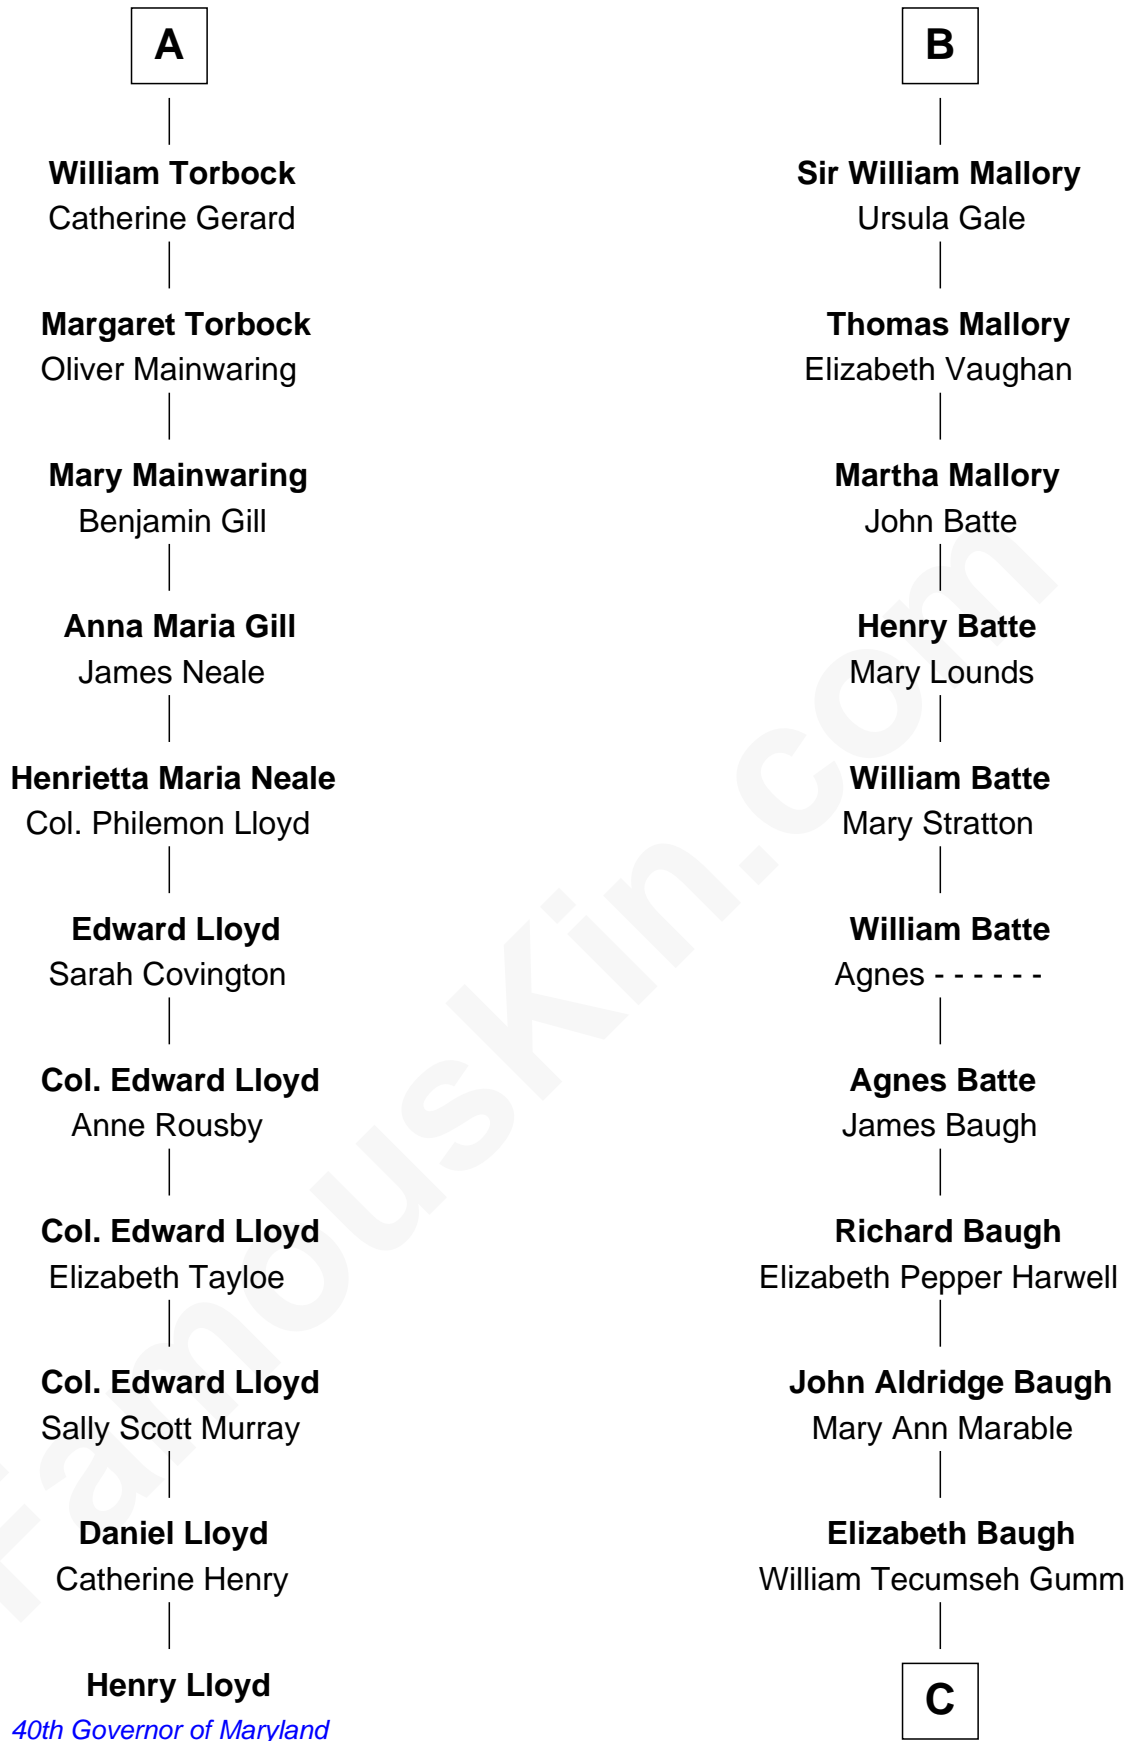 A
William Torbock
Catherine Gerard
Margaret Torbock
Oliver Mainwaring
Mary Mainwaring
Benjamin Gill
Anna Maria Gill
James Neale
Henrietta Maria Neale
Col. Philemon Lloyd
Edward Lloyd
Sarah Covington
Col. Edward Lloyd
Anne Rousby
Col. Edward Lloyd
Elizabeth Tayloe
Col. Edward Lloyd
Sally Scott Murray
Daniel Lloyd
Catherine Henry
Henry Lloyd
40th Governor of Maryland
B
Sir William Mallory
Ursula Gale
Thomas Mallory
Elizabeth Vaughan
Martha Mallory
John Batte
Henry Batte
Mary Lounds
William Batte
Mary Stratton
William Batte
Agnes - - - - - -
Agnes Batte
James Baugh
Richard Baugh
Elizabeth Pepper Harwell
John Aldridge Baugh
Mary Ann Marable
Elizabeth Baugh
William Tecumseh Gumm
C
FamousKin.com